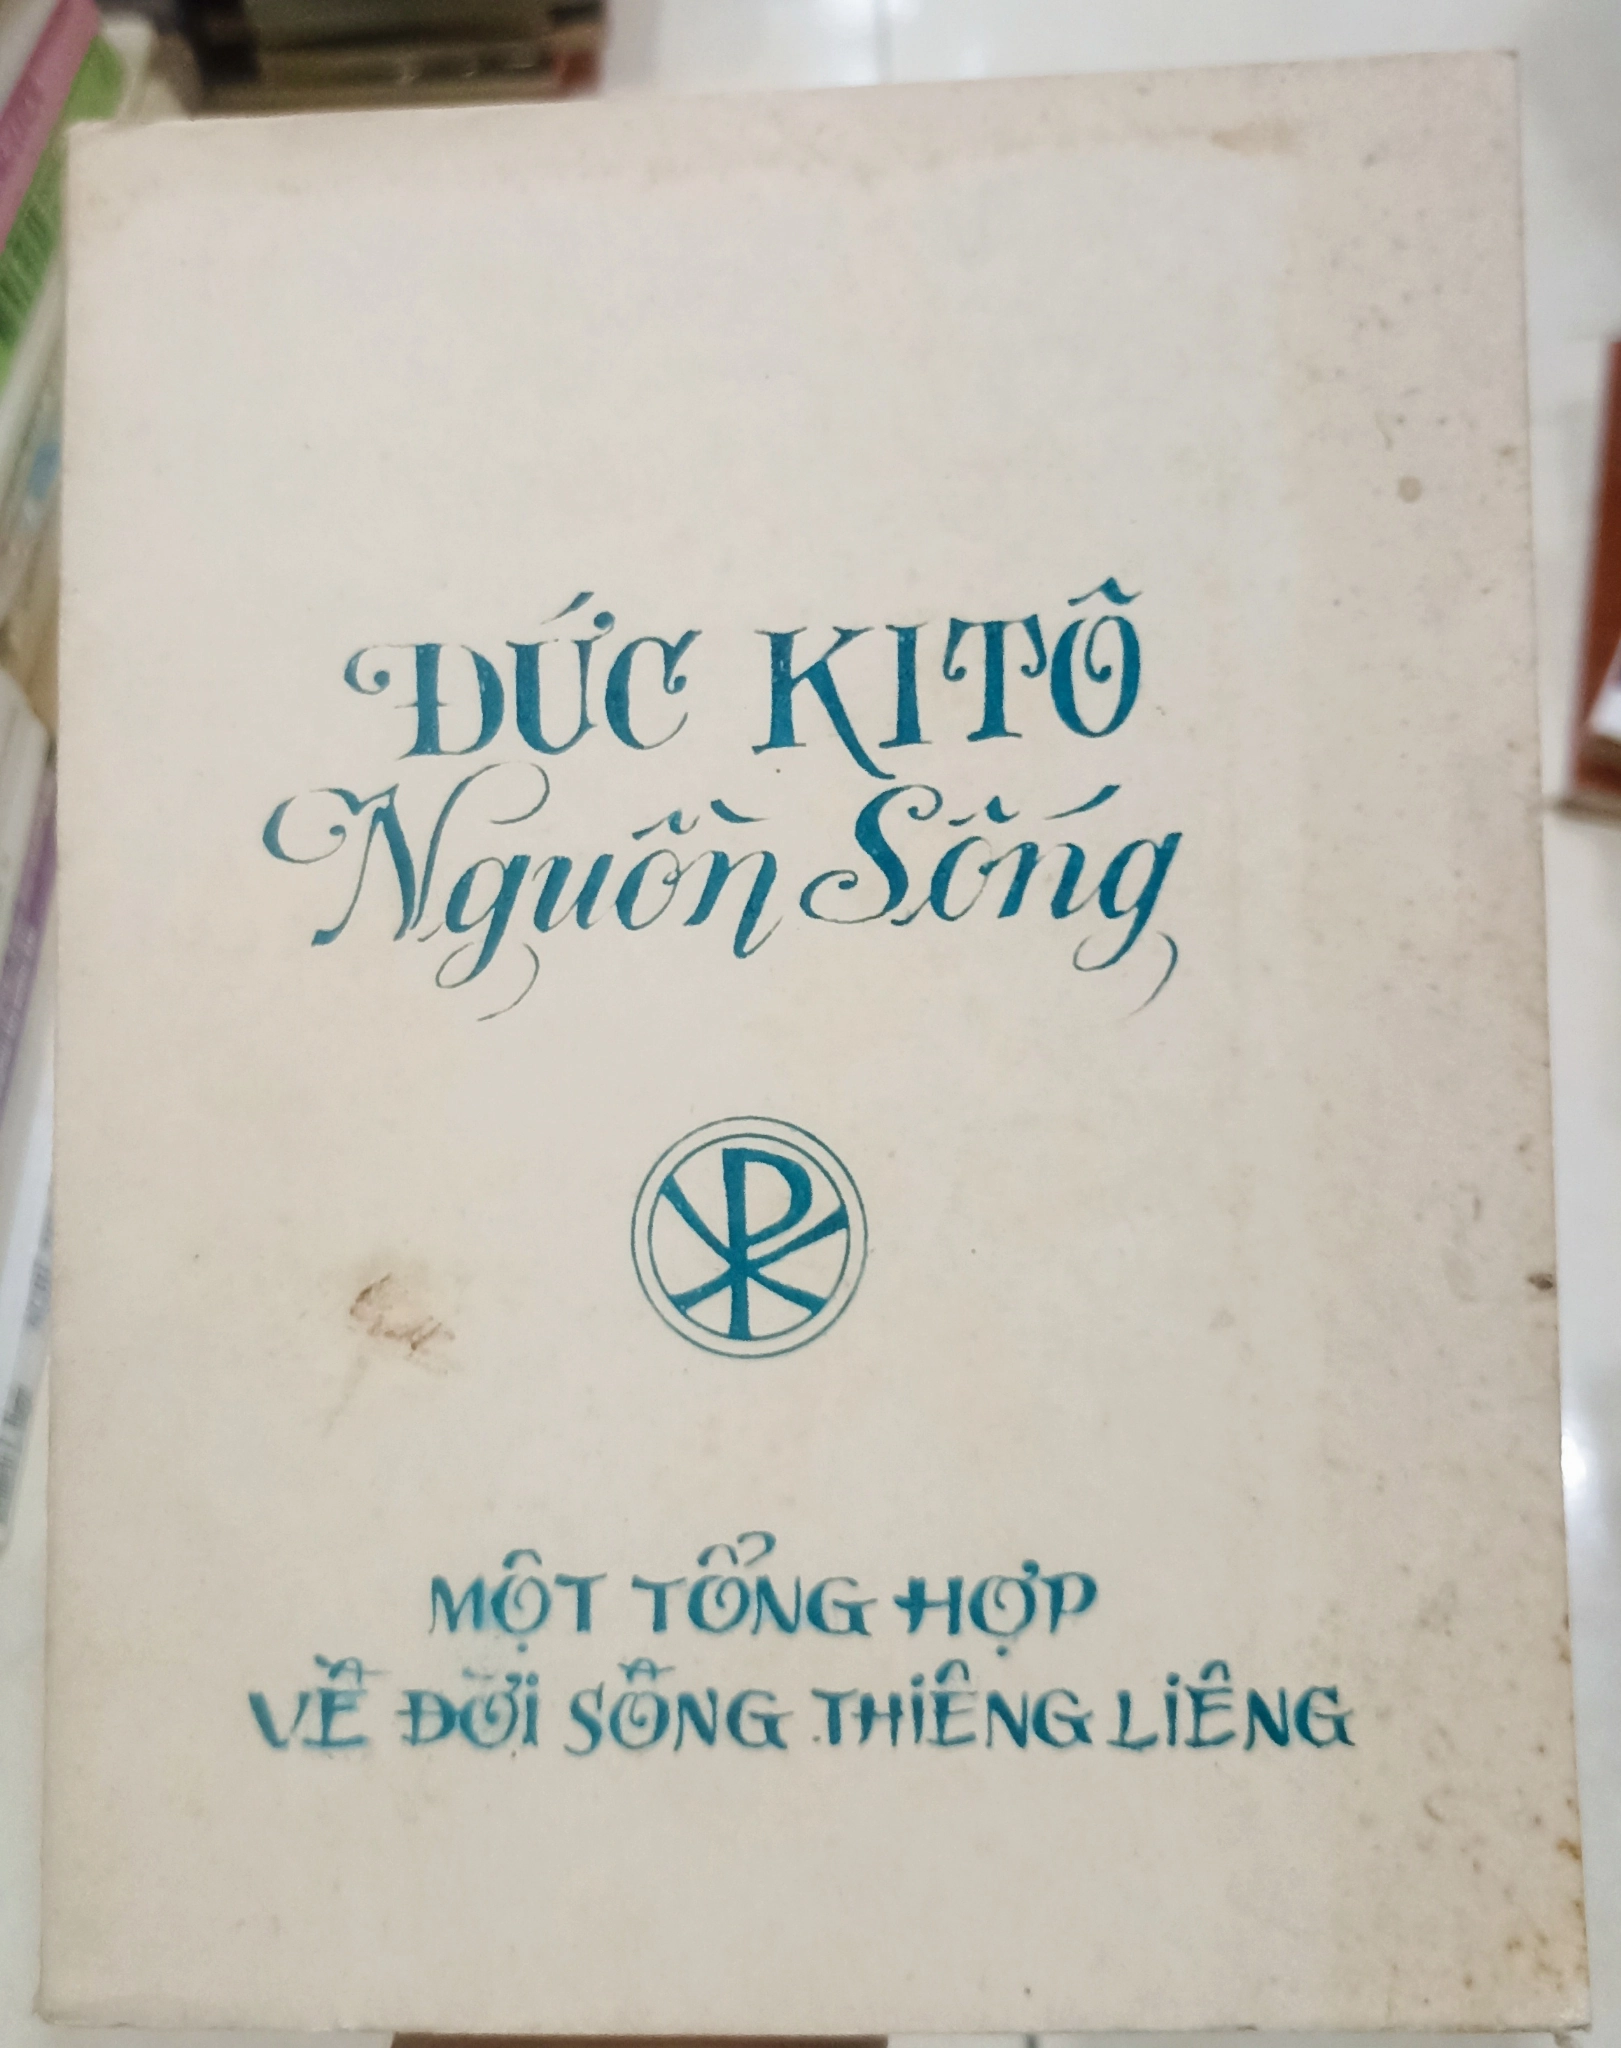 ĐỨC KITÔ
Nguồn Sống
MỘT TỔNG HỢP
VỀ ĐỜI SỐNG THIÊNG LIÊNG